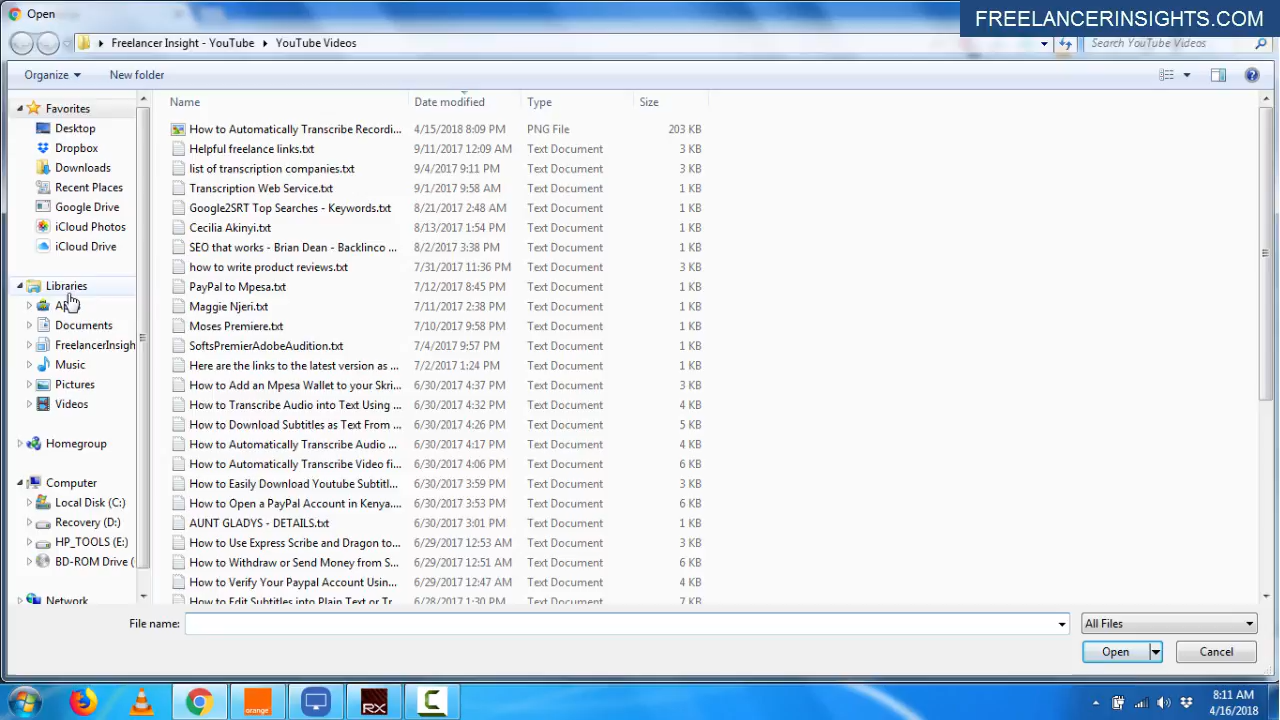 Open
FREELANCERINSIGHTS.COM
Freelancer Insight - YouTube YouTube Videos
Search YouTube Videos
Organize New folder
Favorites
Desktop
Dropbox
Downloads
Recent Places
Google Drive
iCloud Photos
iCloud Drive
Libraries
Documents
FreelancerInsigh
Music
Pictures
Videos
Homegroup
Computer
Local Disk (C:)
Recovery (D:)
HP_TOOLS (E:)
BD-ROM Drive (
Network
Name Date modified Type Size
How to Automatically Transcribe Recordi... 4/15/2018 8:09 PM PNG File 203 KB
Helpful freelance links.txt 9/11/2017 12:09 AM Text Document 3 KB
list of transcription companies.txt 9/4/2017 9:11 PM Text Document 3 KB
Transcription Web Service.txt 9/1/2017 9:58 AM Text Document 1 KB
Google2SRT Top Searches - Keywords.txt 8/21/2017 2:48 AM Text Document 1 KB
Cecilia Akinyi.txt 8/13/2017 1:54 PM Text Document 1 KB
SEO that works - Brian Dean - Backlinco ... 8/2/2017 3:38 PM Text Document 1 KB
how to write product reviews.txt 7/31/2017 11:36 PM Text Document 3 KB
PayPal to Mpesa.txt 7/12/2017 8:45 PM Text Document 1 KB
Maggie Njeri.txt 7/11/2017 2:38 PM Text Document 1 KB
Moses Premiere.txt 7/10/2017 9:58 PM Text Document 1 KB
SoftsPremierAdobeAudition.txt 7/4/2017 9:57 PM Text Document 1 KB
Here are the links to the latest version as ... 7/2/2017 1:24 PM Text Document 1 KB
How to Add an Mpesa Wallet to your Skri... 6/30/2017 4:37 PM Text Document 3 KB
How to Transcribe Audio into Text Using ... 6/30/2017 4:32 PM Text Document 4 KB
How to Download Subtitles as Text From ... 6/30/2017 4:26 PM Text Document 5 KB
How to Automatically Transcribe Audio ... 6/30/2017 4:17 PM Text Document 4 KB
How to Automatically Transcribe Video fi... 6/30/2017 4:06 PM Text Document 6 KB
How to Easily Download Youtube Subtitl... 6/30/2017 3:59 PM Text Document 3 KB
How to Open a PayPal Account in Kenya... 6/30/2017 3:53 PM Text Document 6 KB
AUNT GLADYS - DETAILS.txt 6/30/2017 3:01 PM Text Document 1 KB
How to Use Express Scribe and Dragon to... 6/29/2017 12:53 AM Text Document 3 KB
How to Withdraw or Send Money from S... 6/29/2017 12:51 AM Text Document 6 KB
How to Verify Your Paypal Account Usin... 6/29/2017 12:47 AM Text Document 4 KB
How to Edit Subtitles into Plain Text or Tr... 6/28/2017 1:30 PM Text Document 7 KB
File name: All Files
Open Cancel
orange RX
8:11 AM
4/16/2018